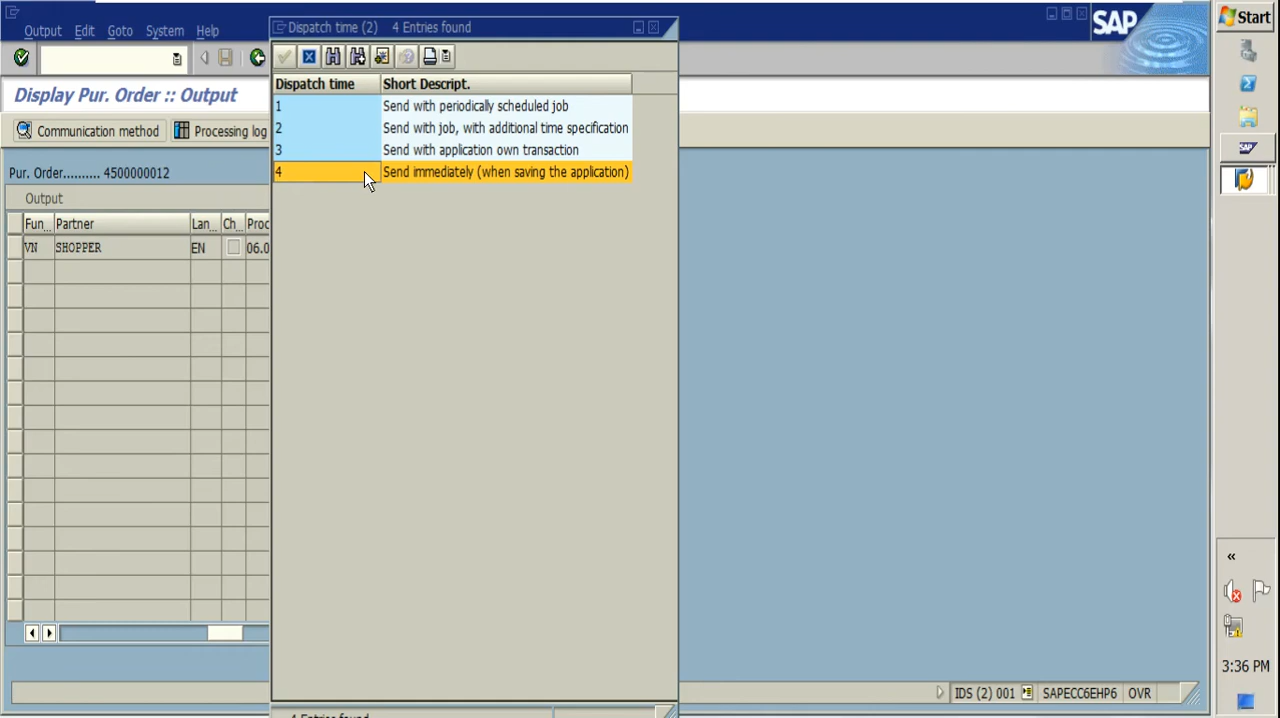 Output Edit Goto System Help
Dispatch time (2) 4 Entries found
SAP
Start
Display Pur. Order :: Output
Communication method Processing log
Dispatch time Short Descript.
1 Send with periodically scheduled job
2 Send with job, with additional time specification
3 Send with application own transaction
4 Send immediately (when saving the application)
Pur. Order.......... 4500000012
Output
Fun... Partner Lan... Ch... Proc
VN SHOPPER EN 06.0
3:36 PM
IDS (2) 001 SAPECC6EHP6 OVR
4 Entries found